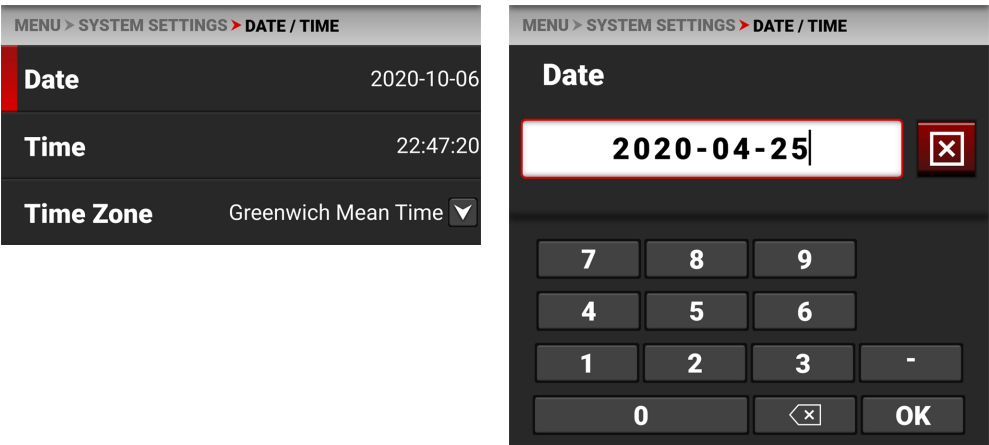 MENU > SYSTEM SETTINGS > DATE / TIME
Date 2020-10-06
Time 22:47:20
Time Zone Greenwich Mean Time
MENU > SYSTEM SETTINGS > DATE / TIME
Date
2020-04-25
7 8 9
4 5 6
1 2 3 -
0 OK